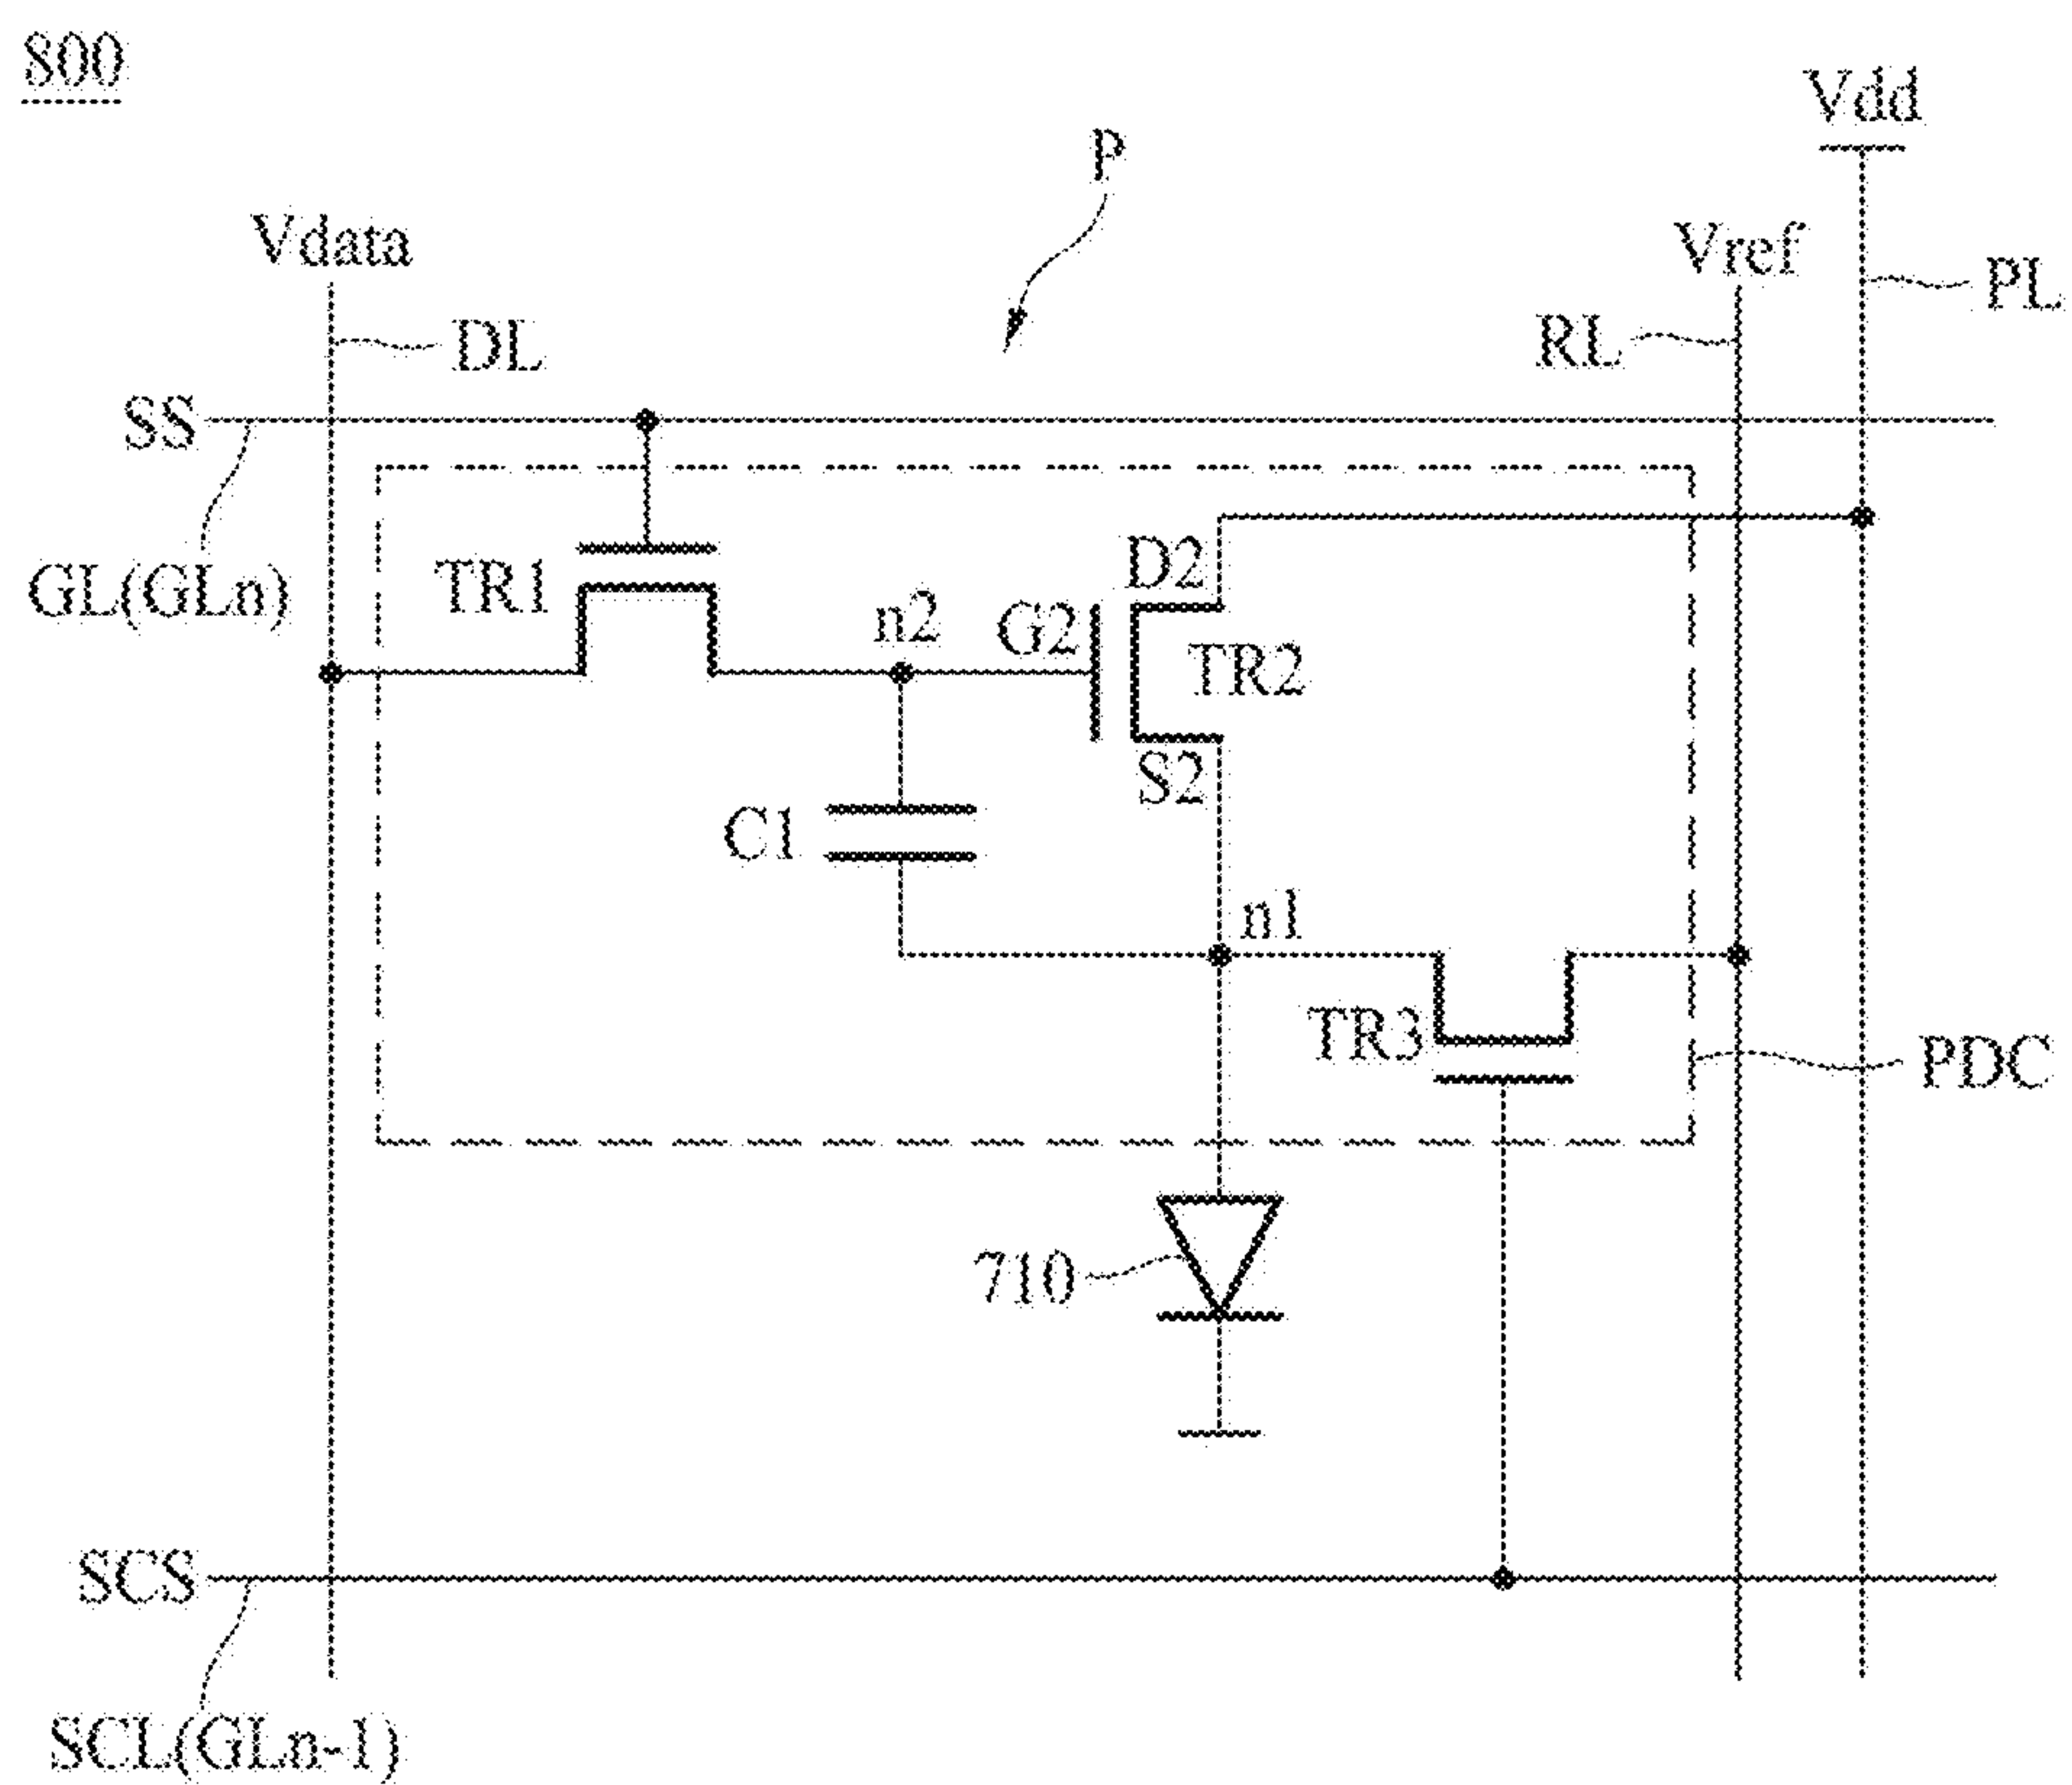 800
Vdd
P
Vdata
Vref
PL
DL
RL
SS
D2
TR1
GL(GLn)
n2
G2
TR2
S2
C1
n1
TR3
PDC
710
SCS
SCL(GLn-1)